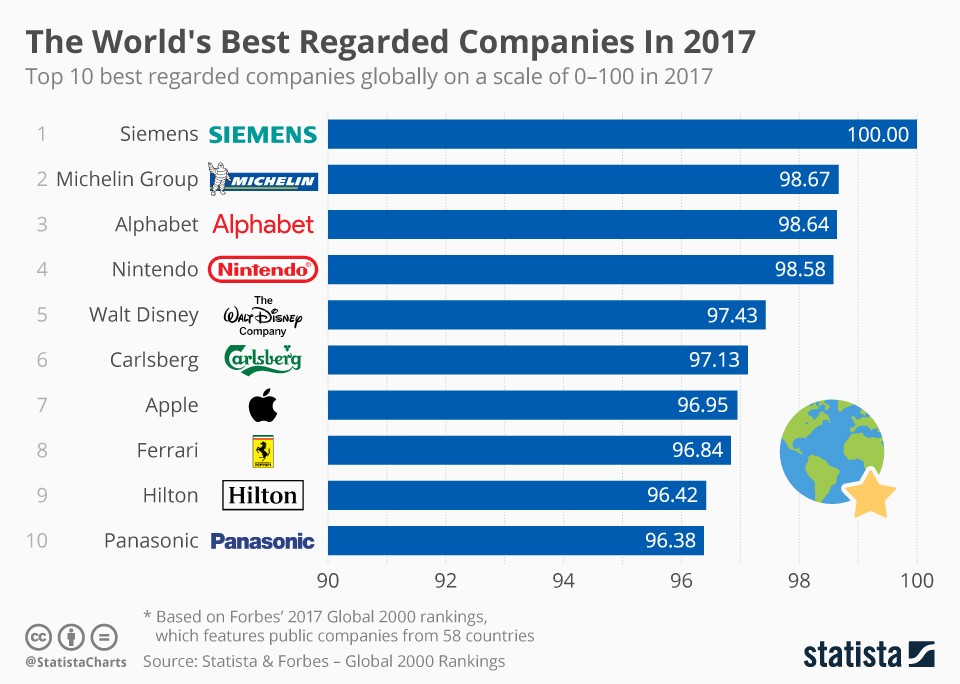 The World's Best Regarded Companies In 2017
Top 10 best regarded companies globally on a scale of 0–100 in 2017
1 Siemens SIEMENS 100.00
2 Michelin Group MICHELIN 98.67
3 Alphabet Alphabet 98.64
4 Nintendo Nintendo® 98.58
5 Walt Disney The WALT DISNEY Company 97.43
6 Carlsberg Carlsberg 97.13
7 Apple 96.95
8 Ferrari 96.84
9 Hilton Hilton 96.42
10 Panasonic Panasonic 96.38
90 92 94 96 98 100
* Based on Forbes' 2017 Global 2000 rankings,
which features public companies from 58 countries
cc
@StatistaCharts Source: Statista & Forbes – Global 2000 Rankings
statista